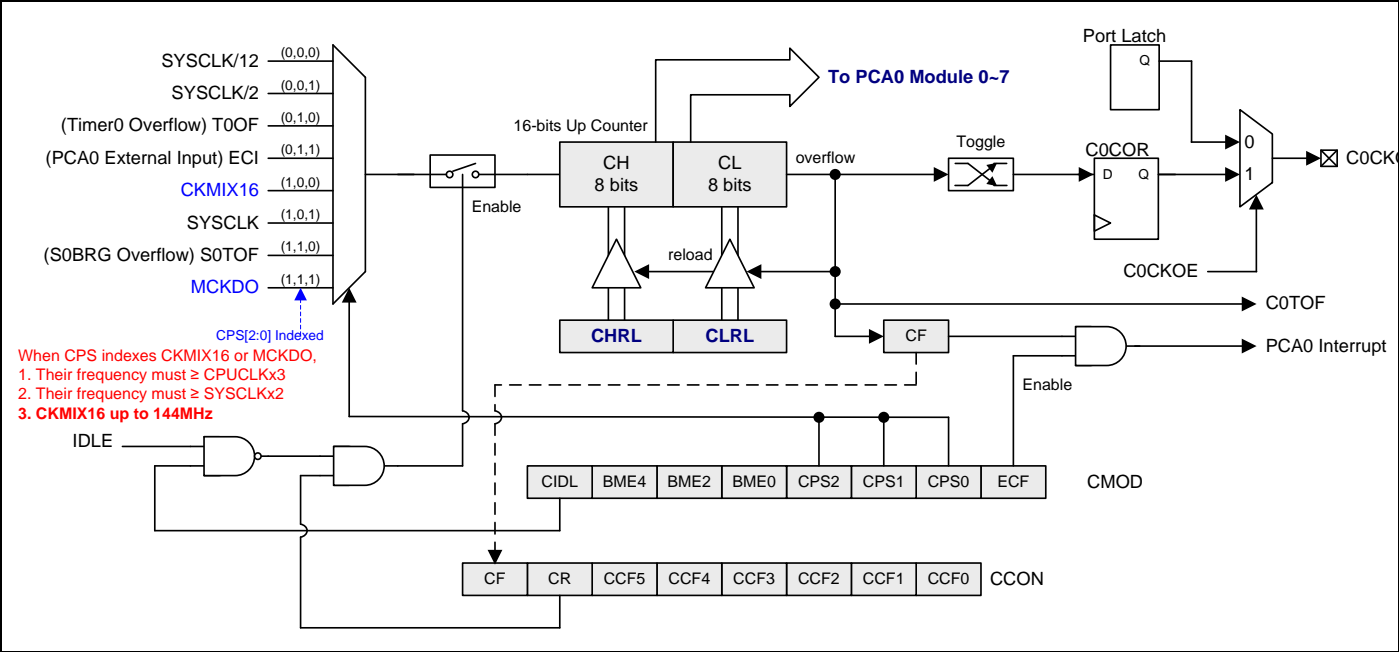 SYSCLK/12 (0,0,0)
SYSCLK/2 (0,0,1)
(Timer0 Overflow) T0OF (0,1,0)
(PCA0 External Input) ECI (0,1,1)
CKMIX16 (1,0,0)
SYSCLK (1,0,1)
(S0BRG Overflow) S0TOF (1,1,0)
MCKDO (1,1,1)
CPS[2:0] Indexed
When CPS indexes CKMIX16 or MCKDO,
1. Their frequency must ≥ CPUCLKx3
2. Their frequency must ≥ SYSCLKx2
3. CKMIX16 up to 144MHz
Enable
To PCA0 Module 0~7
16-bits Up Counter
CH
8 bits
CL
8 bits
overflow
reload
CHRL
CLRL
Toggle
Port Latch
Q
C0COR
D Q
0
1
C0CK
C0CKOE
C0TOF
CF
PCA0 Interrupt
Enable
IDLE
CIDL BME4 BME2 BME0 CPS2 CPS1 CPS0 ECF CMOD
CF CR CCF5 CCF4 CCF3 CCF2 CCF1 CCF0 CCON